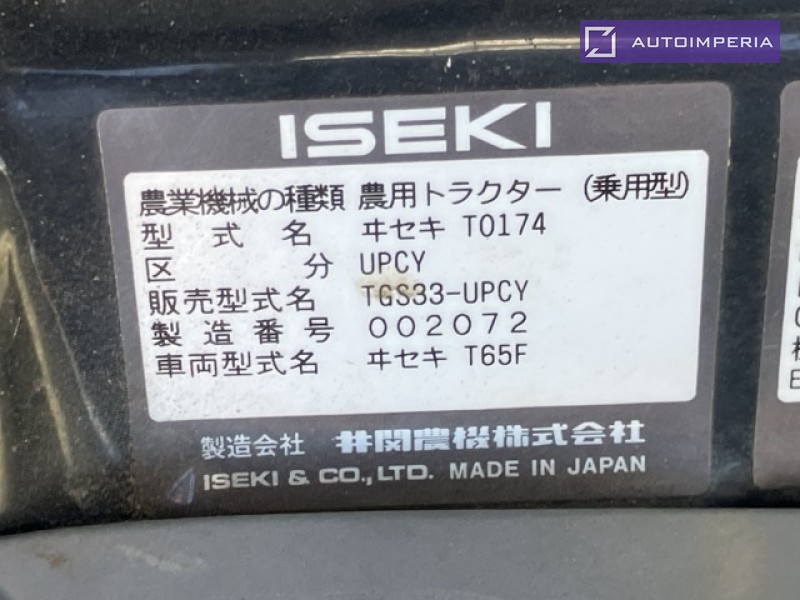 AUTOIMPERIA
ISEKI
農業機械の種類 農用トラクター (乗用型)
型式名 ヰセキ T0174
区分 UPCY
販売型式名 TGS33-UPCY
製造番号 002072
車両型式名 ヰセキ T65F
製造会社 井関農機株式会社
ISEKI & CO.,LTD. MADE IN JAPAN